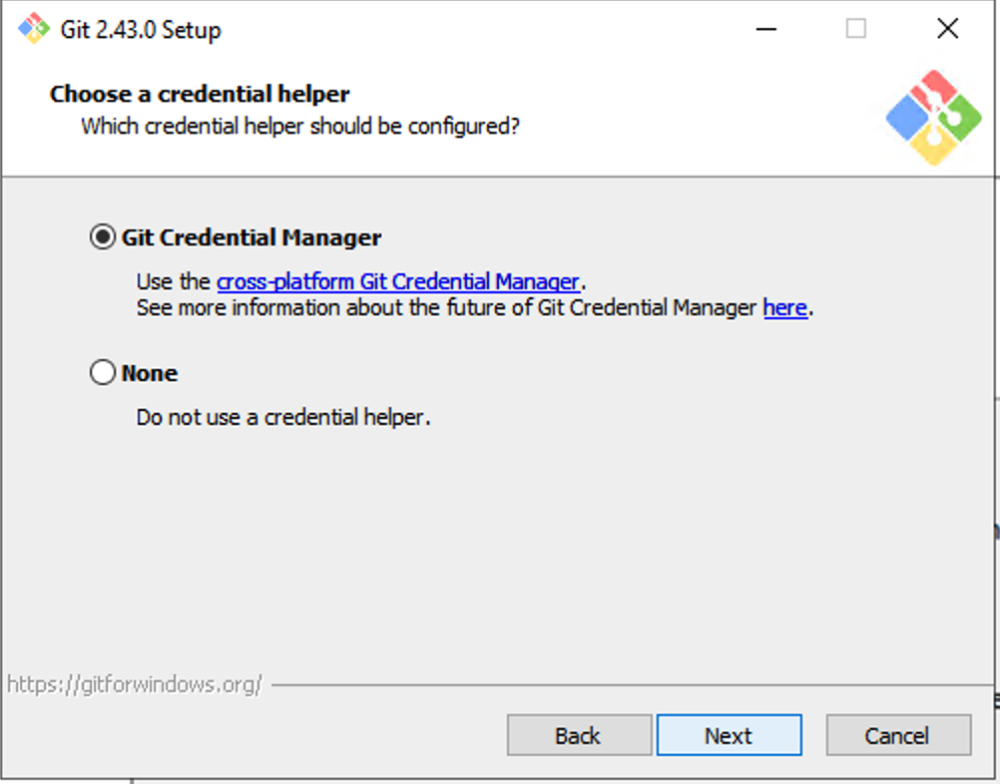 Git 2.43.0 Setup
Choose a credential helper
Which credential helper should be configured?
Git Credential Manager
Use the cross-platform Git Credential Manager.
See more information about the future of Git Credential Manager here.
None
Do not use a credential helper.
https://gitforwindows.org/
Back Next Cancel